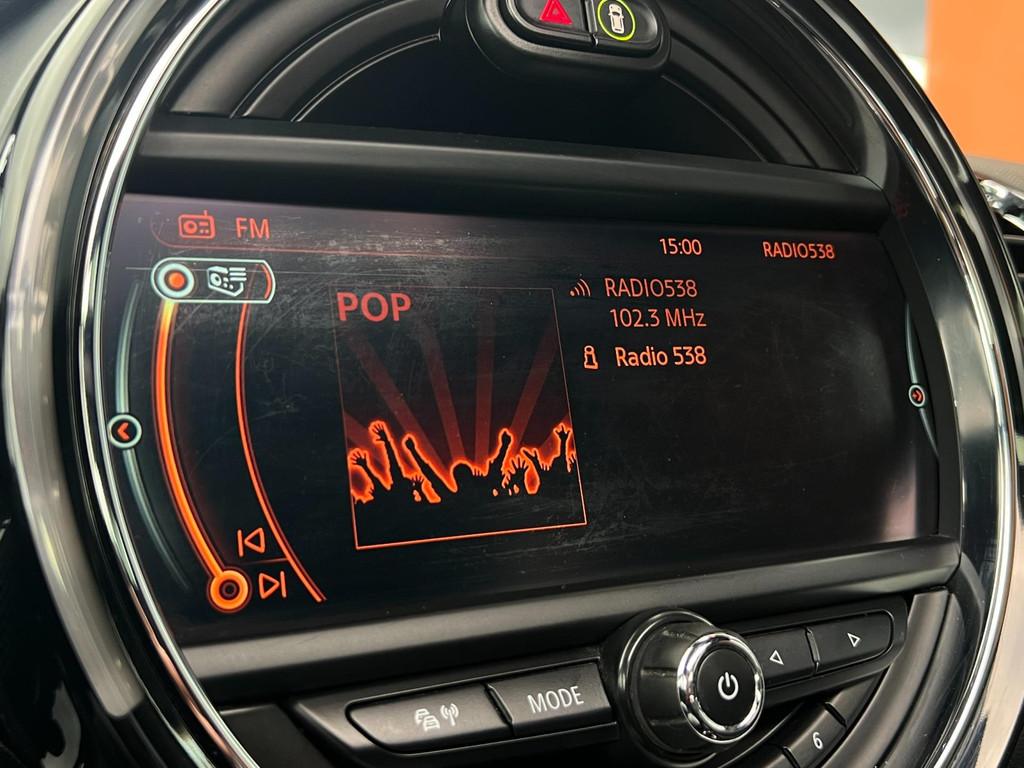 FM
15:00 RADIO538
POP
RADIO538
102.3 MHz
Radio 538
MODE
6